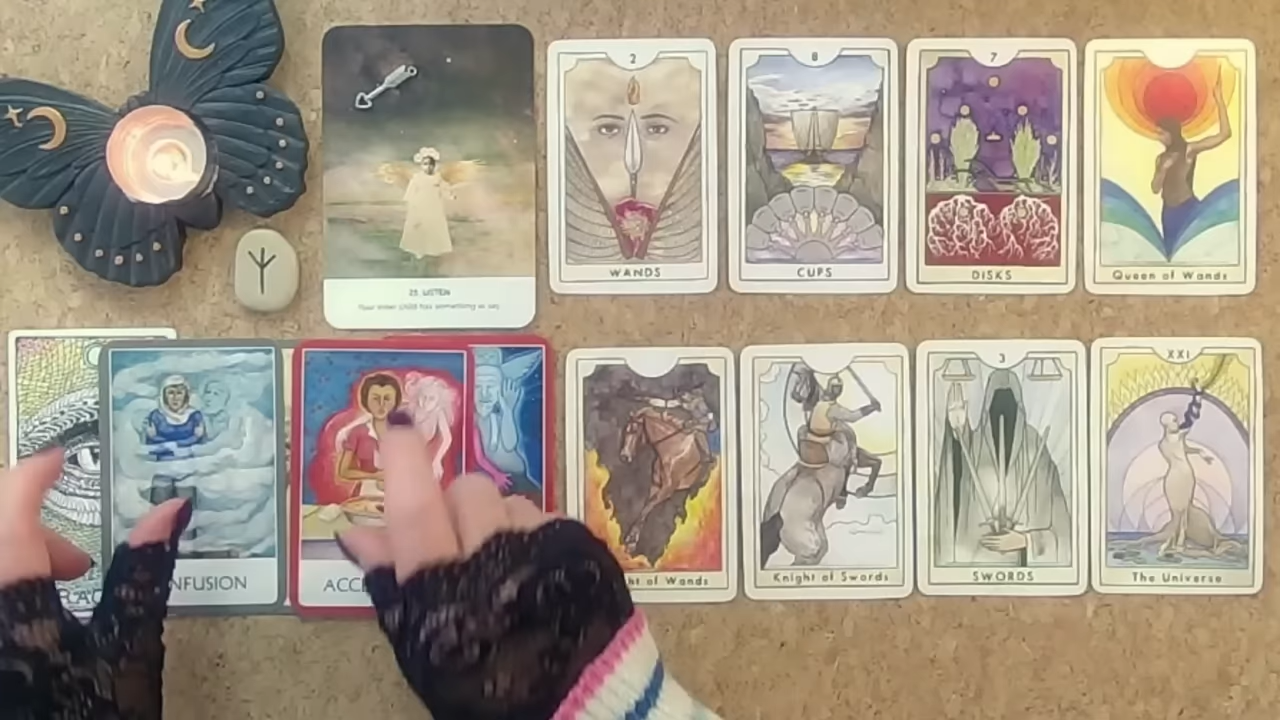 2
WANDS
8
CUPS
7
DISKS
Queen of Wands
25 LISTEN
Your inner child has something to say
NFUSION
ACCE
ht of Wands
Knight of Swords
3
SWORDS
XXI
The Universe